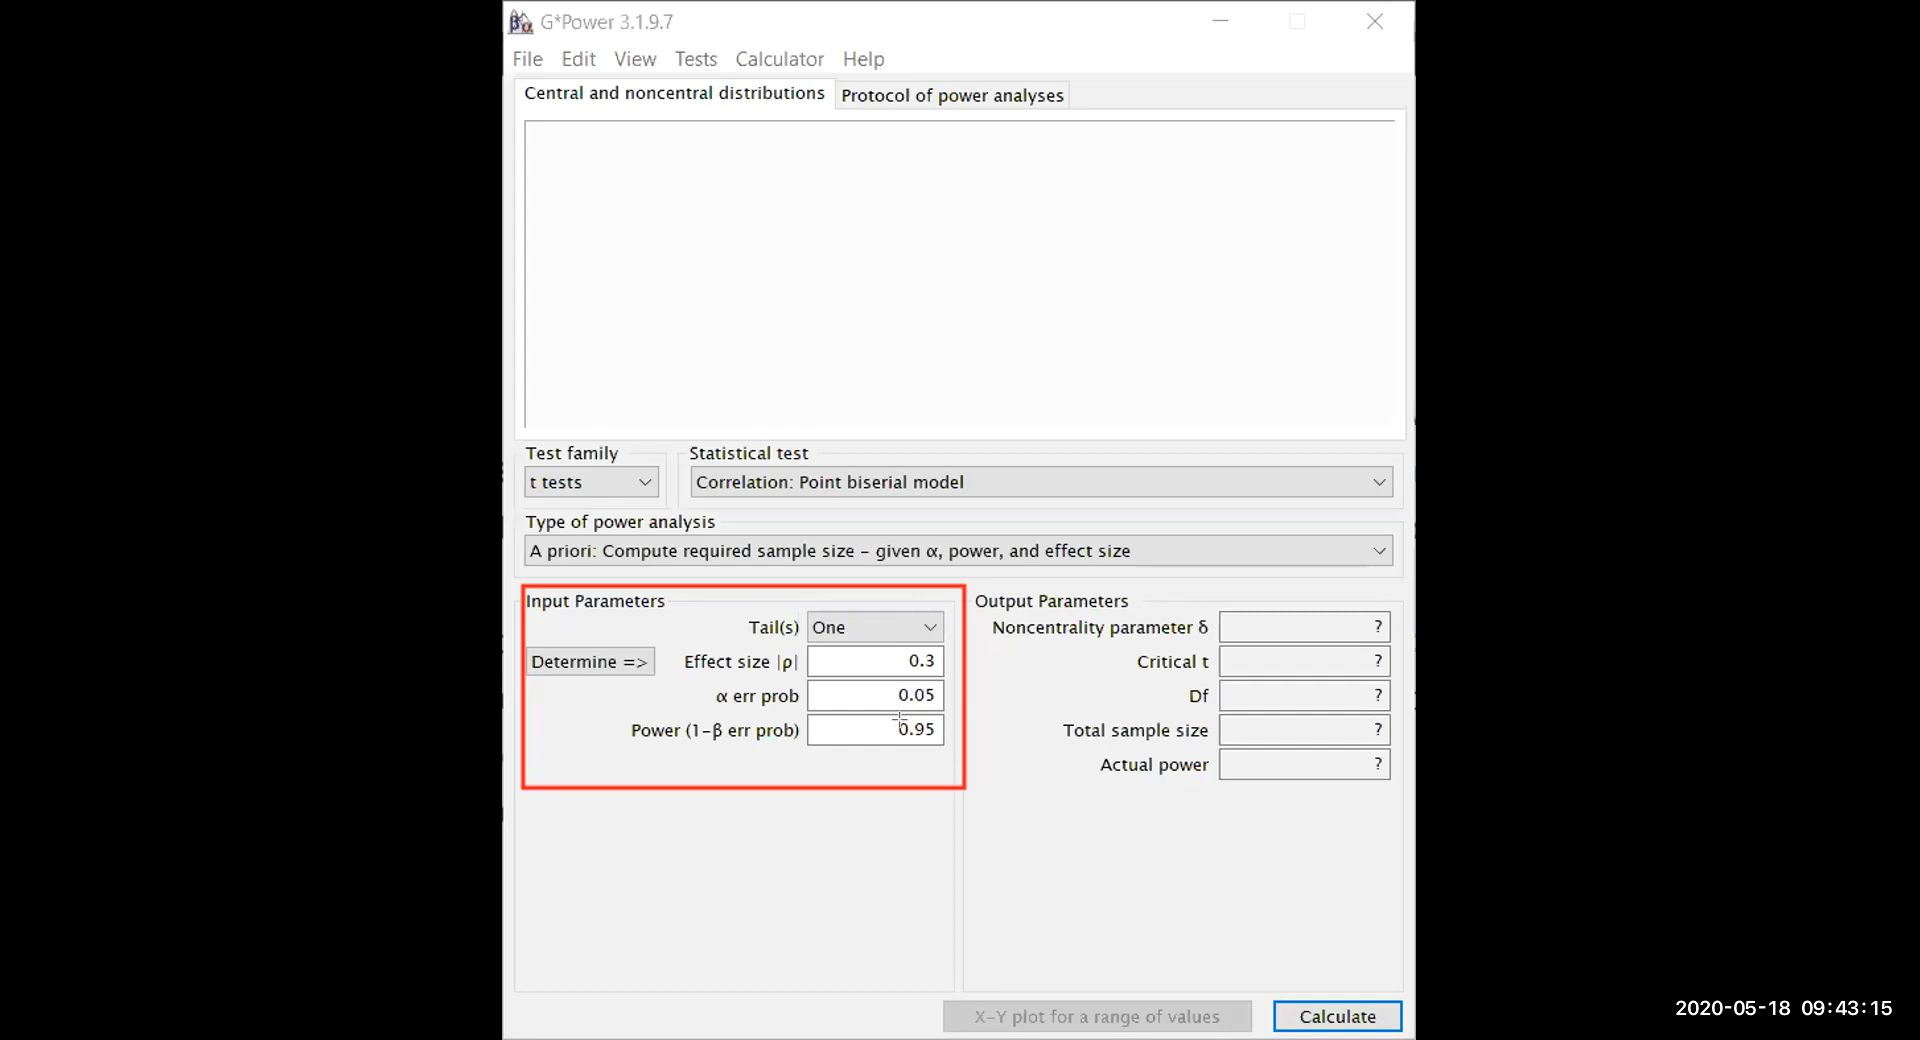 G*Power 3.1.9.7
File Edit View Tests Calculator Help
Central and noncentral distributions Protocol of power analyses
Test family Statistical test
t tests Correlation: Point biserial model
Type of power analysis
A priori: Compute required sample size – given α, power, and effect size
Input Parameters Output Parameters
Tail(s) One Noncentrality parameter δ ?
Determine => Effect size |ρ| 0.3 Critical t ?
α err prob 0.05 Df ?
Power (1–β err prob) 0.95 Total sample size ?
Actual power ?
X–Y plot for a range of values Calculate
2020-05-18 09:43:15